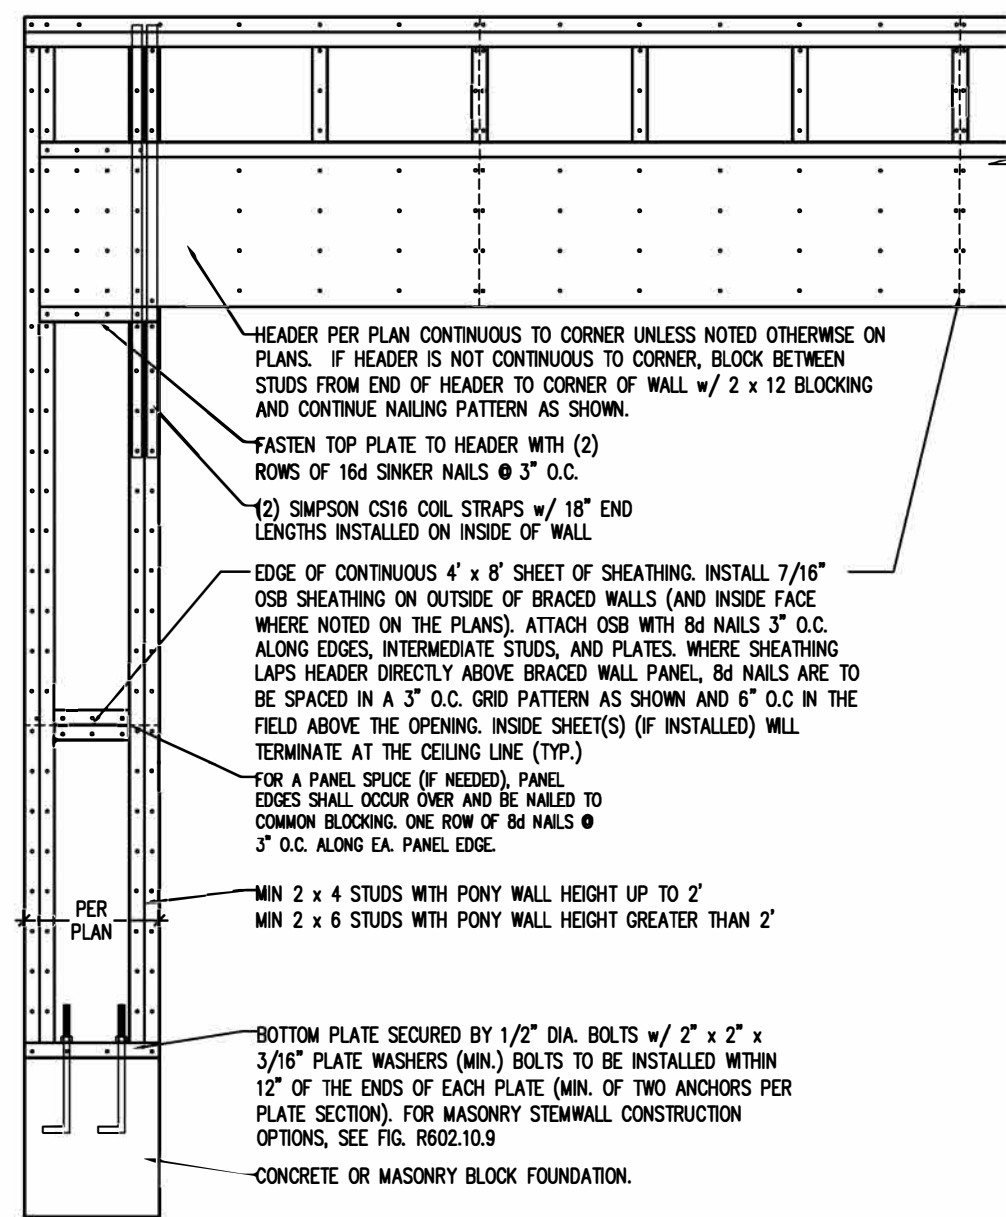 HEADER PER PLAN CONTINUOUS TO CORNER UNLESS NOTED OTHERWISE ON
PLANS. IF HEADER IS NOT CONTINUOUS TO CORNER, BLOCK BETWEEN
STUDS FROM END OF HEADER TO CORNER OF WALL w/ 2 x 12 BLOCKING
AND CONTINUE NAILING PATTERN AS SHOWN.
FASTEN TOP PLATE TO HEADER WITH (2)
ROWS OF 16d SINKER NAILS @ 3" O.C.
(2) SIMPSON CS16 COIL STRAPS w/ 18" END
LENGTHS INSTALLED ON INSIDE OF WALL
EDGE OF CONTINUOUS 4' x 8' SHEET OF SHEATHING. INSTALL 7/16"
OSB SHEATHING ON OUTSIDE OF BRACED WALLS (AND INSIDE FACE
WHERE NOTED ON THE PLANS). ATTACH OSB WITH 8d NAILS 3" O.C.
ALONG EDGES, INTERMEDIATE STUDS, AND PLATES. WHERE SHEATHING
LAPS HEADER DIRECTLY ABOVE BRACED WALL PANEL, 8d NAILS ARE TO
BE SPACED IN A 3" O.C. GRID PATTERN AS SHOWN AND 6" O.C IN THE
FIELD ABOVE THE OPENING. INSIDE SHEET(S) (IF INSTALLED) WILL
TERMINATE AT THE CEILING LINE (TYP.)
FOR A PANEL SPLICE (IF NEEDED), PANEL
EDGES SHALL OCCUR OVER AND BE NAILED TO
COMMON BLOCKING. ONE ROW OF 8d NAILS @
3" O.C. ALONG EA. PANEL EDGE.
MIN 2 x 4 STUDS WITH PONY WALL HEIGHT UP TO 2'
MIN 2 x 6 STUDS WITH PONY WALL HEIGHT GREATER THAN 2'
PER
PLAN
BOTTOM PLATE SECURED BY 1/2" DIA. BOLTS w/ 2" x 2" x
3/16" PLATE WASHERS (MIN.) BOLTS TO BE INSTALLED WITHIN
12" OF THE ENDS OF EACH PLATE (MIN. OF TWO ANCHORS PER
PLATE SECTION). FOR MASONRY STEMWALL CONSTRUCTION
OPTIONS, SEE FIG. R602.10.9
CONCRETE OR MASONRY BLOCK FOUNDATION.